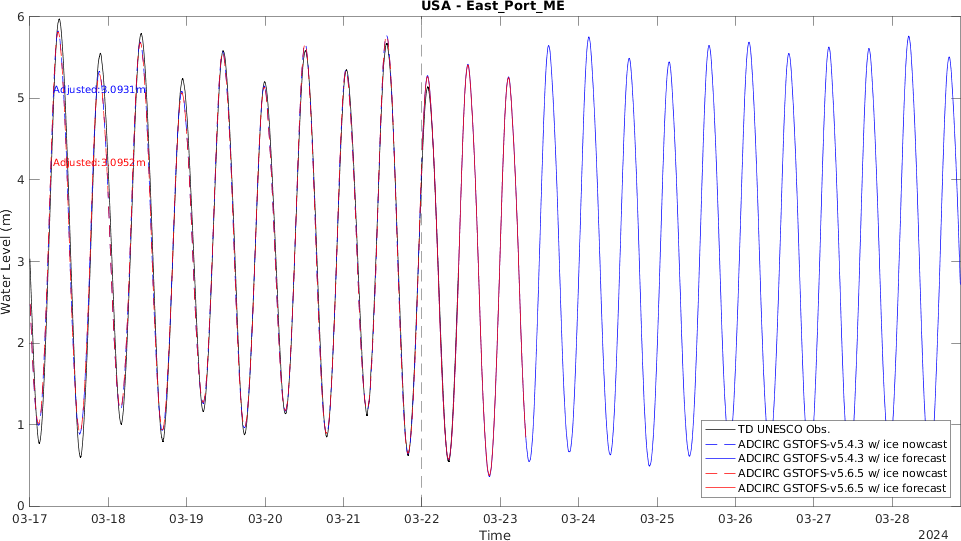 USA - East_Port_ME
6
5
4
3
2
1
0
Water Level (m)
Adjusted:3.0931m
Adjusted:3.0952m
TD UNESCO Obs.
ADCIRC GSTOFS-v5.4.3 w/ ice nowcast
ADCIRC GSTOFS-v5.4.3 w/ ice forecast
ADCIRC GSTOFS-v5.6.5 w/ ice nowcast
ADCIRC GSTOFS-v5.6.5 w/ ice forecast
03-17 03-18 03-19 03-20 03-21 03-22 03-23 03-24 03-25 03-26 03-27 03-28
Time
2024